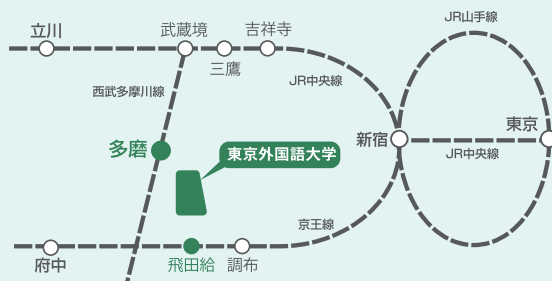 JR山手線
立川
武蔵境
吉祥寺
三鷹
JR中央線
西武多摩川線
東京
新宿
多磨
東京外国語大学
JR中央線
京王線
府中
飛田給
調布